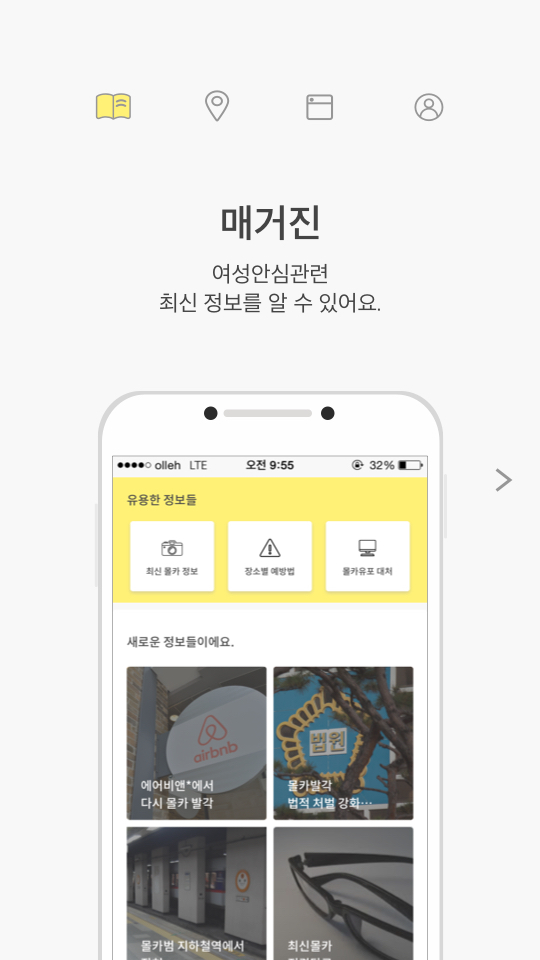 매거진
여성안심관련
최신 정보를 알 수 있어요.
olleh LTE 오전 9:55 32%
유용한 정보들
최신 몰카 정보 장소별 예방법 몰카유포 대처
새로운 정보들이에요.
airbnb
에어비앤*에서
다시 몰카 발각
법원
몰카발각
법적 처벌 강화…
몰카범 지하철역에서
최신몰카